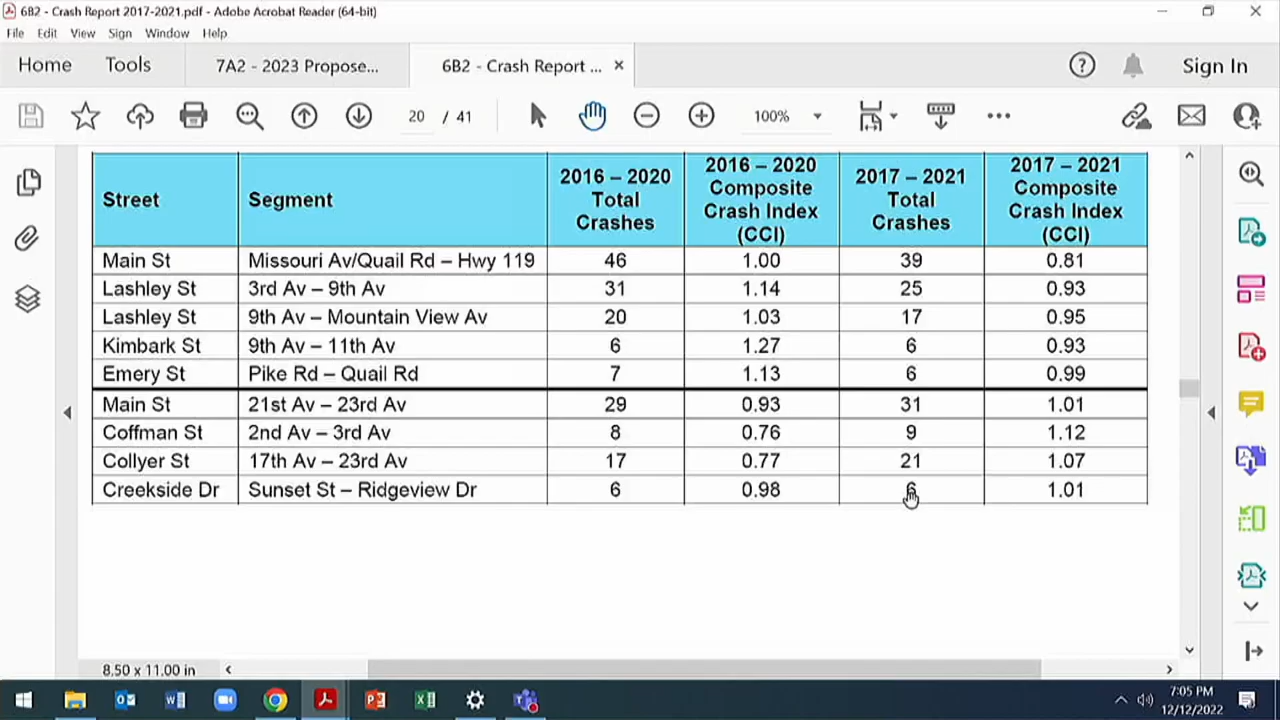 6B2 - Crash Report 2017-2021.pdf - Adobe Acrobat Reader (64-bit)
File Edit View Sign Window Help
Home Tools 7A2 - 2023 Propose... 6B2 - Crash Report ... × Sign In
20 / 41 100%
Street Segment 2016 – 2020 Total Crashes 2016 – 2020 Composite Crash Index (CCI) 2017 – 2021 Total Crashes 2017 – 2021 Composite Crash Index (CCI)
Main St Missouri Av/Quail Rd – Hwy 119 46 1.00 39 0.81
Lashley St 3rd Av – 9th Av 31 1.14 25 0.93
Lashley St 9th Av – Mountain View Av 20 1.03 17 0.95
Kimbark St 9th Av – 11th Av 6 1.27 6 0.93
Emery St Pike Rd – Quail Rd 7 1.13 6 0.99
Main St 21st Av – 23rd Av 29 0.93 31 1.01
Coffman St 2nd Av – 3rd Av 8 0.76 9 1.12
Collyer St 17th Av – 23rd Av 17 0.77 21 1.07
Creekside Dr Sunset St – Ridgeview Dr 6 0.98 6 1.01
8.50 x 11.00 in
7:05 PM
12/12/2022